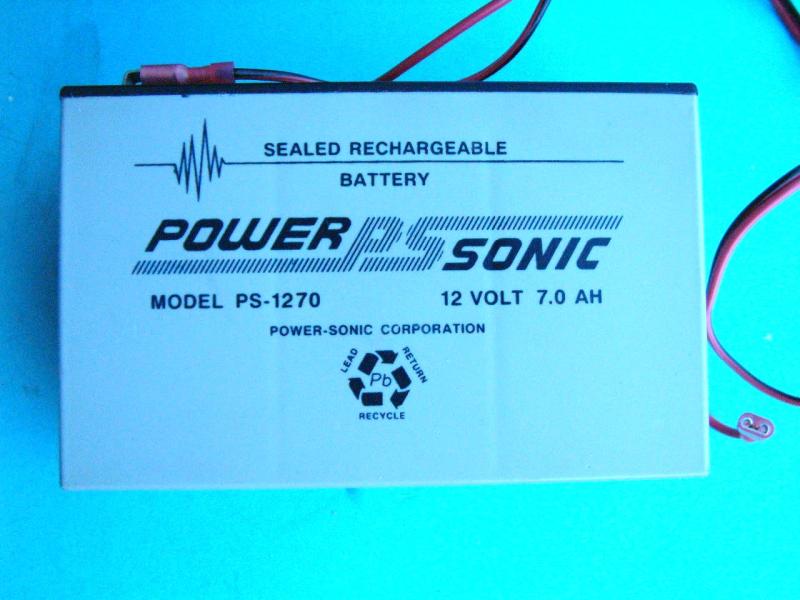 SEALED RECHARGEABLE
BATTERY
POWER PS SONIC
MODEL PS-1270 12 VOLT 7.0 AH
POWER-SONIC CORPORATION
LEAD RETURN
Pb
RECYCLE